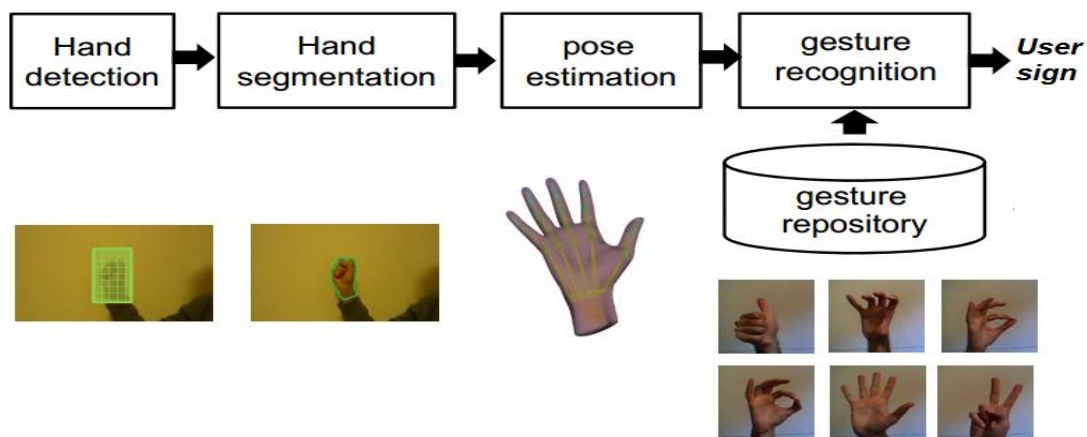 Hand
detection
Hand
segmentation
pose
estimation
gesture
recognition
User
sign
gesture
repository